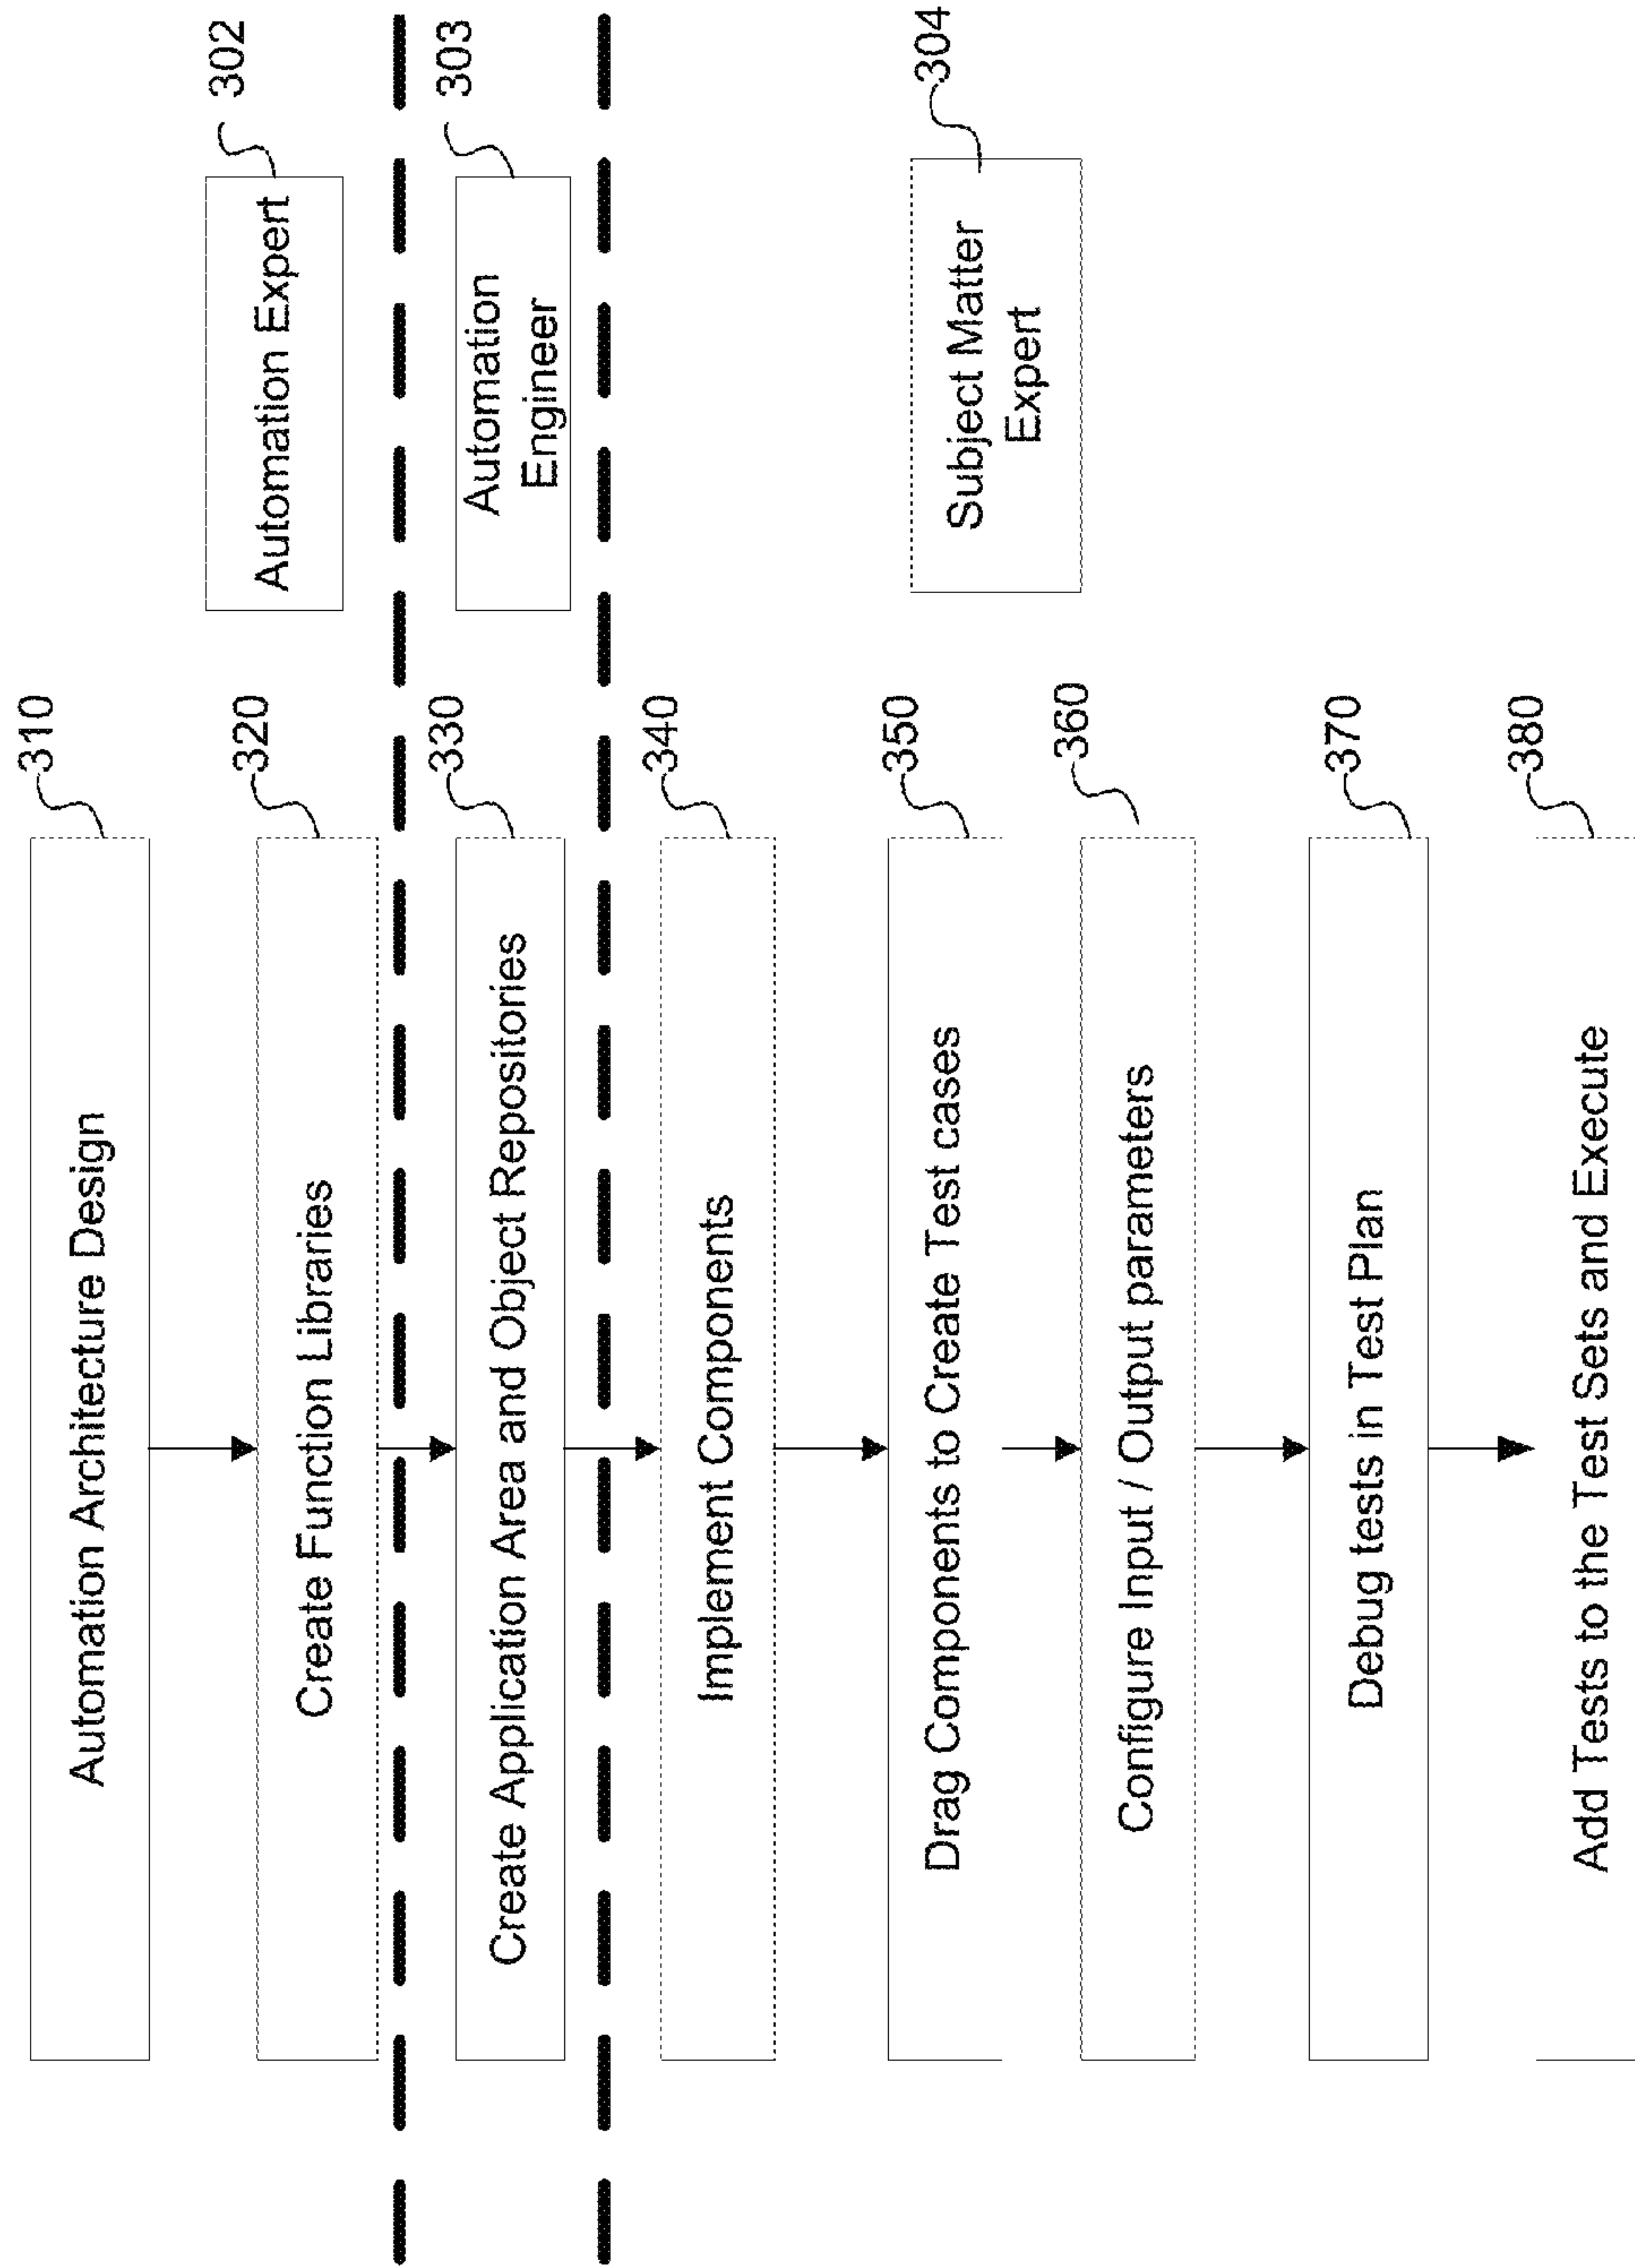 310
Automation Architecture Design
302
Automation Expert
320
Create Function Libraries
303
Automation
Engineer
330
Create Application Area and Object Repositories
340
Implement Components
304
Subject Matter
Expert
350
Drag Components to Create Test cases
360
Configure Input / Output parameters
370
Debug tests in Test Plan
380
Add Tests to the Test Sets and Execute